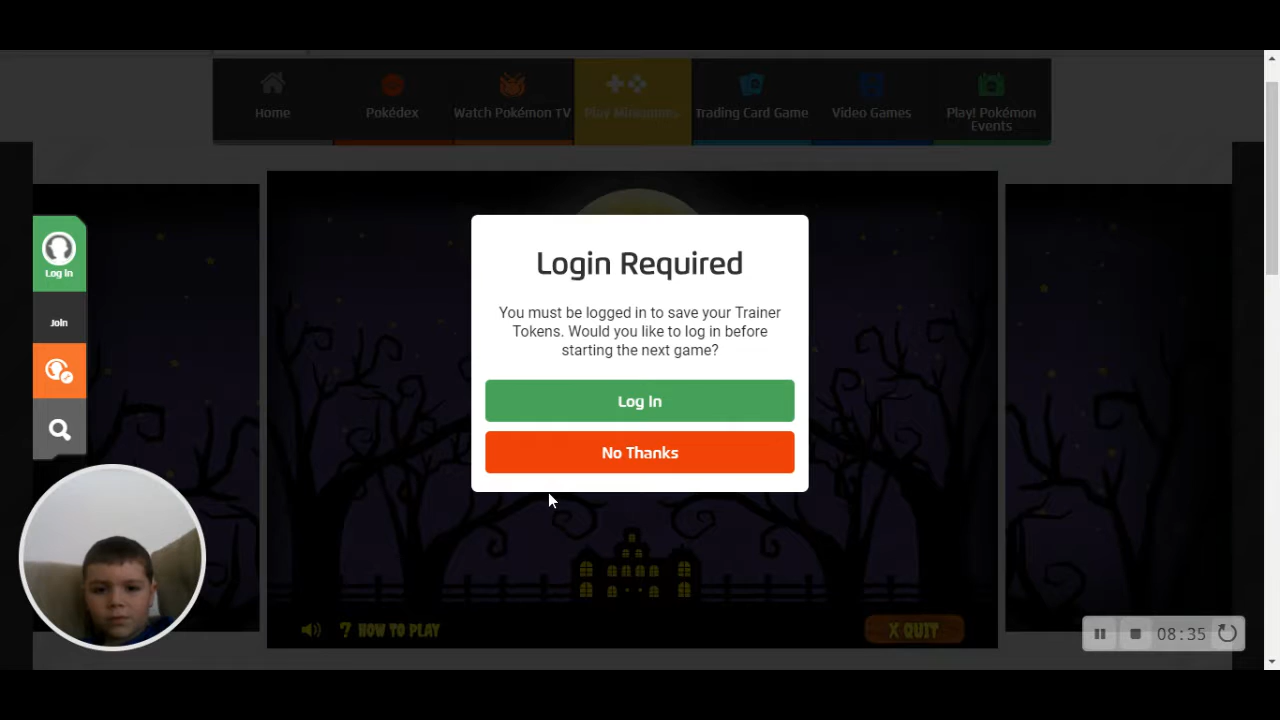 Home
Pokédex
Watch Pokémon TV
Play Minigames
Trading Card Game
Video Games
Play! Pokémon
Events
Log In
Join
Login Required
You must be logged in to save your Trainer
Tokens. Would you like to log in before
starting the next game?
Log In
No Thanks
? HOW TO PLAY
X QUIT
08:35